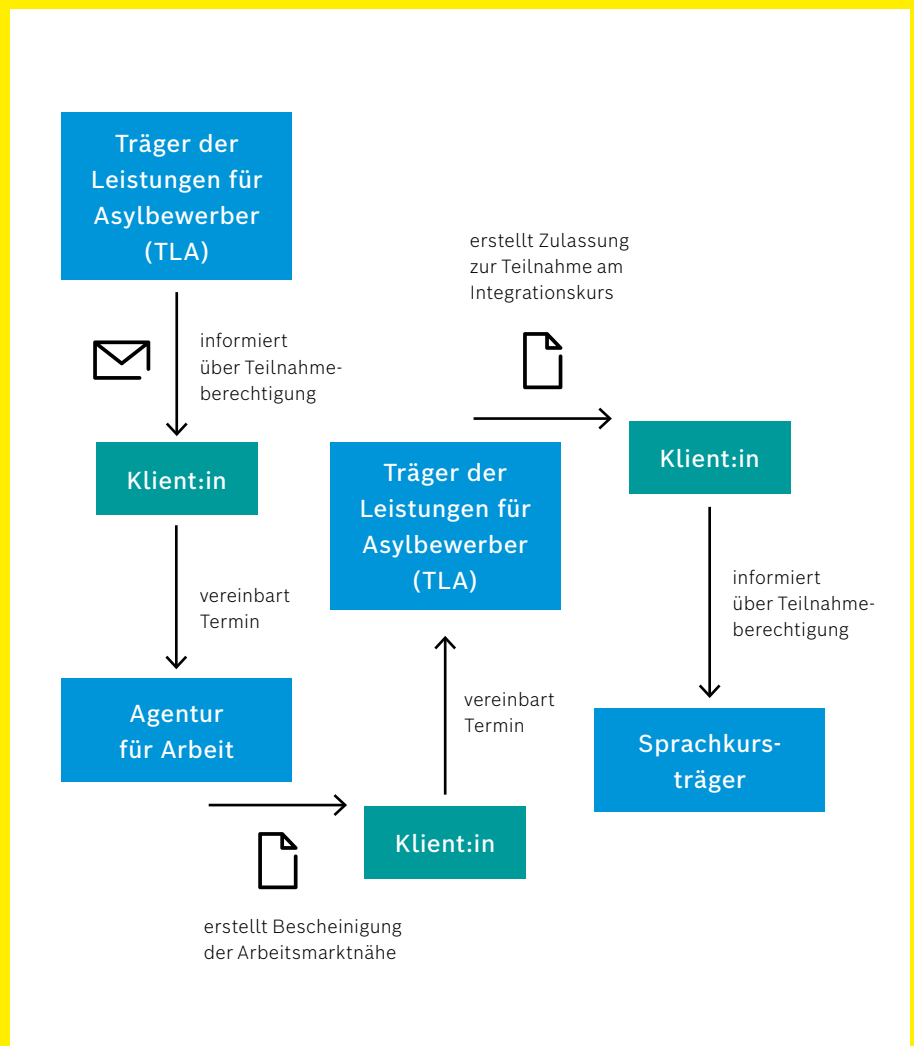 Träger der
Leistungen für
Asylbewerber
(TLA)
informiert
über Teilnahme-
berechtigung
Klient:in
vereinbart
Termin
Agentur
für Arbeit
erstellt Bescheinigung
der Arbeitsmarktnähe
Klient:in
vereinbart
Termin
Träger der
Leistungen für
Asylbewerber
(TLA)
erstellt Zulassung
zur Teilnahme am
Integrationskurs
Klient:in
informiert
über Teilnahme-
berechtigung
Sprachkurs-
träger